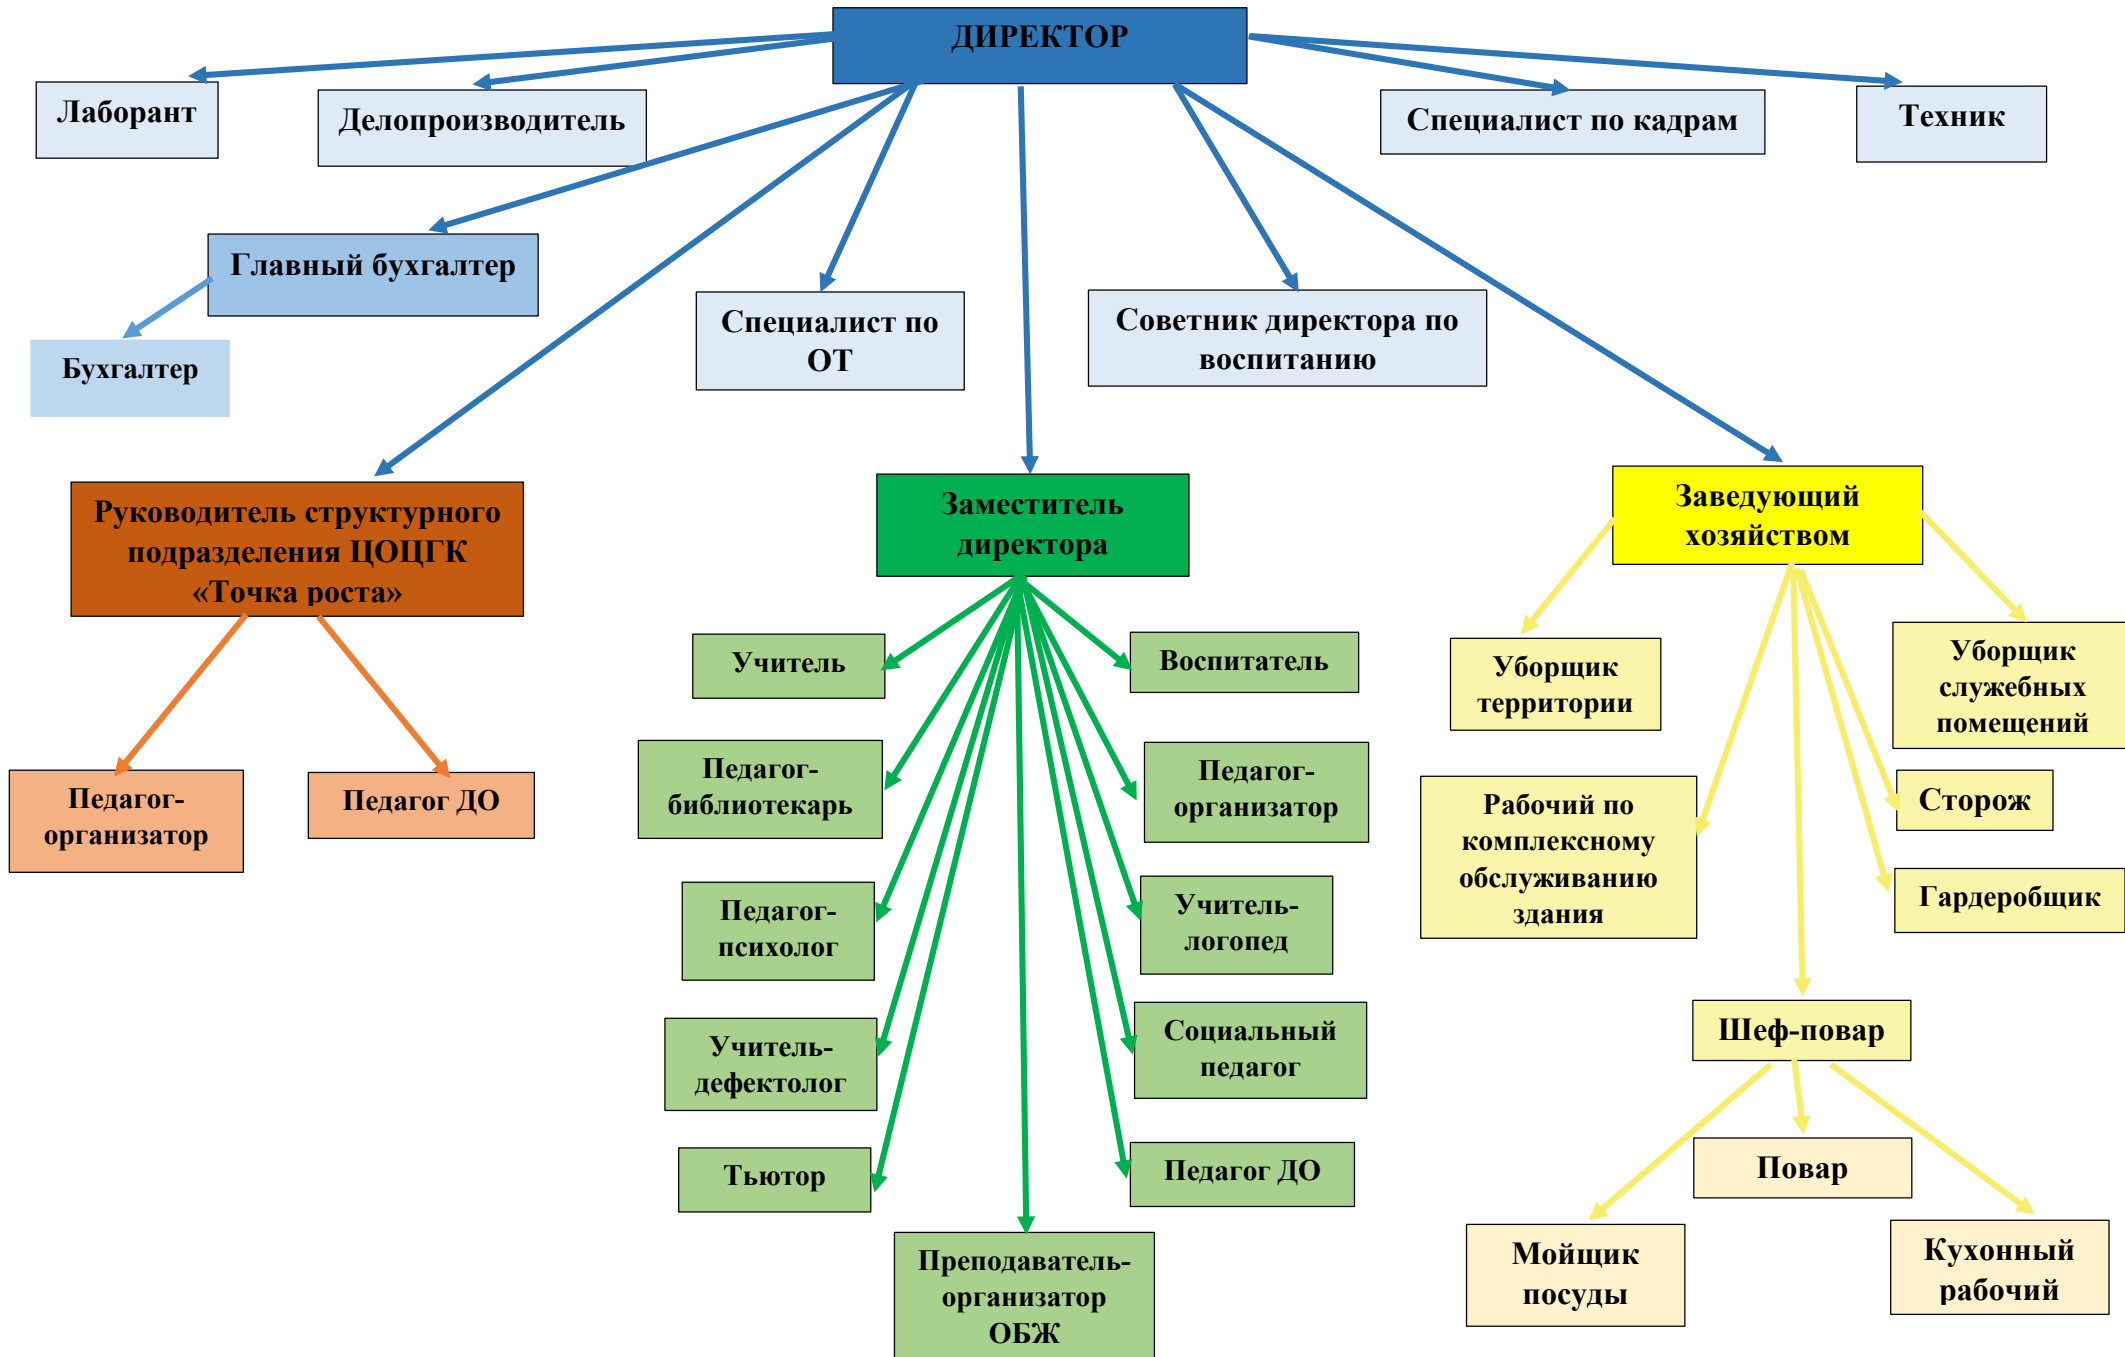 ДИРЕКТОР
Лаборант
Делопроизводитель
Специалист по кадрам
Техник
Главный бухгалтер
Бухгалтер
Специалист по
ОТ
Советник директора по
воспитанию
Руководитель структурного
подразделения ЦОЦГК
«Точка роста»
Заместитель
директора
Заведующий
хозяйством
Педагог-
организатор
Педагог ДО
Учитель
Воспитатель
Педагог-
библиотекарь
Педагог-
организатор
Педагог-
психолог
Учитель-
логопед
Учитель-
дефектолог
Социальный
педагог
Тьютор
Педагог ДО
Преподаватель-
организатор
ОБЖ
Уборщик
территории
Уборщик
служебных
помещений
Рабочий по
комплексному
обслуживанию
здания
Сторож
Гардеробщик
Шеф-повар
Повар
Мойщик
посуды
Кухонный
рабочий